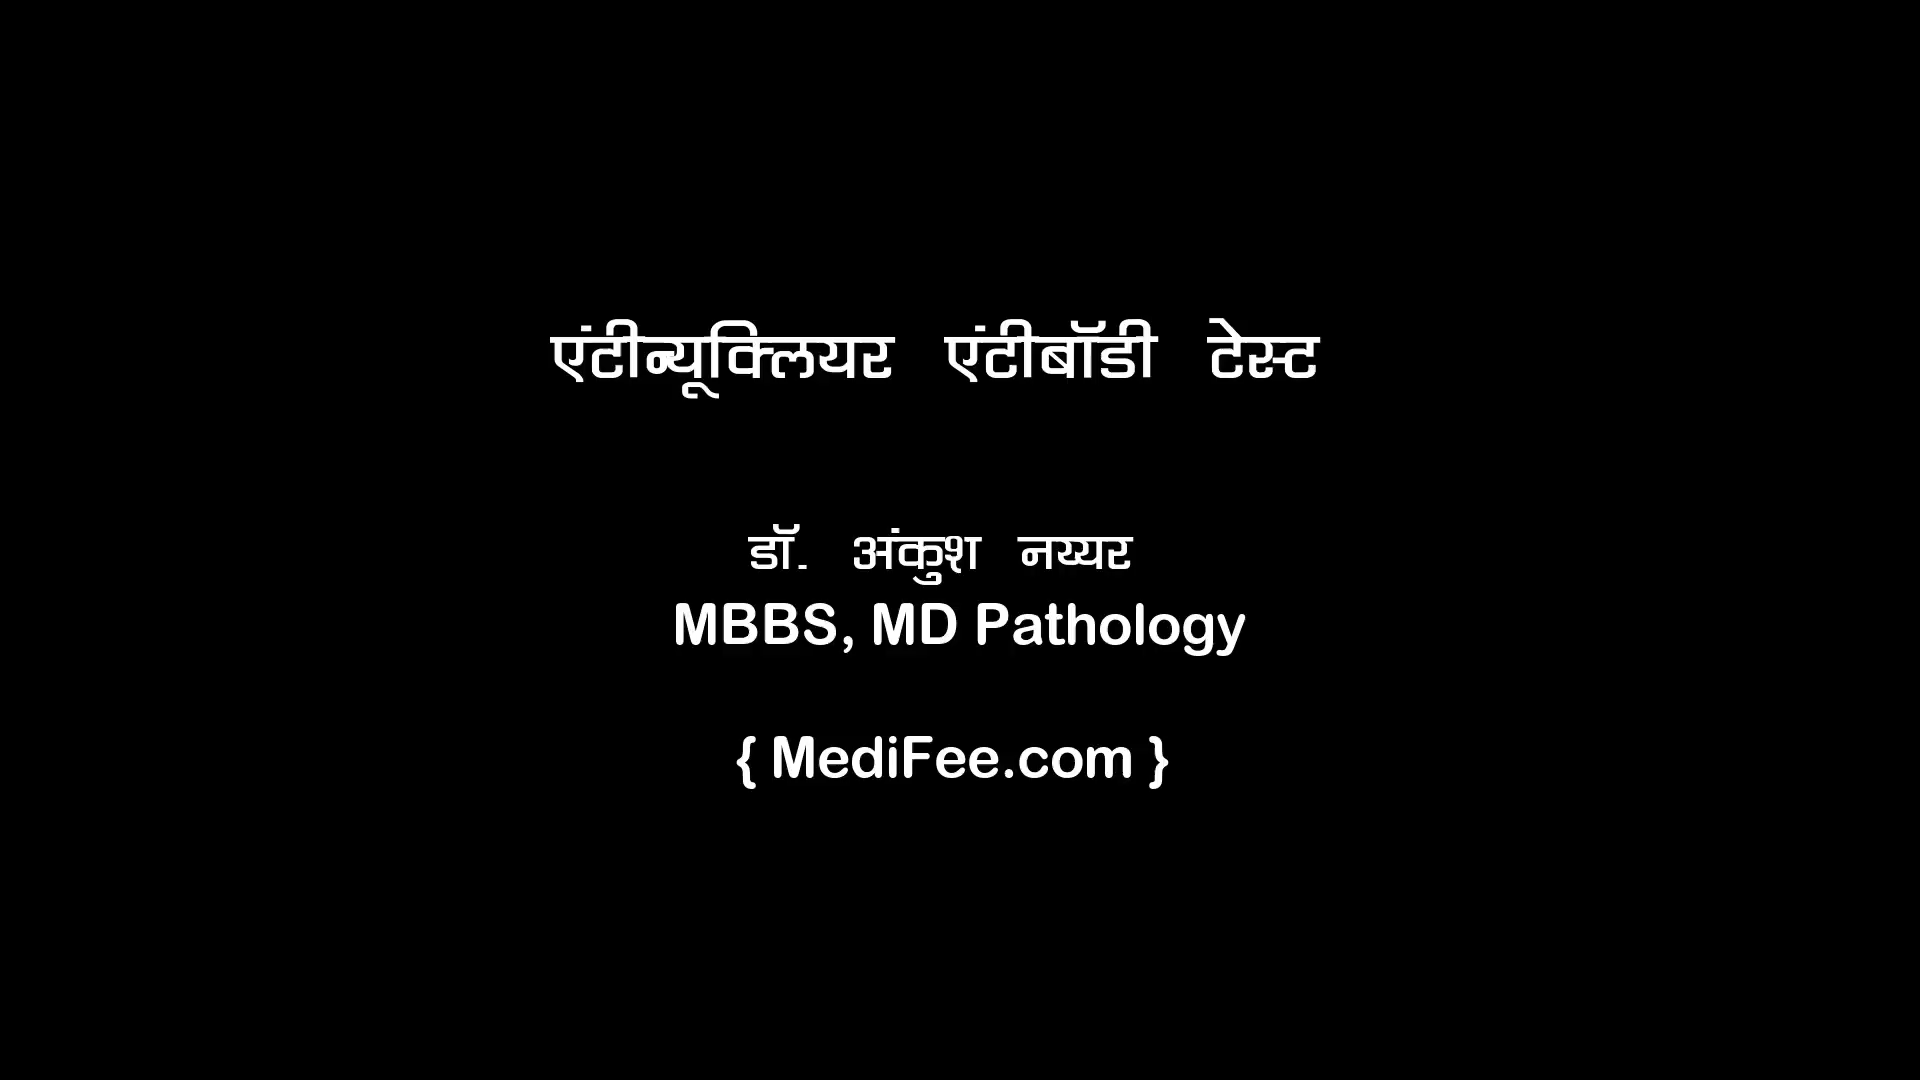 एंटीन्यूक्लियर एंटीबॉडी टेस्ट
डॉ. अंकुश नय्यर
MBBS, MD Pathology
{ MediFee.com }